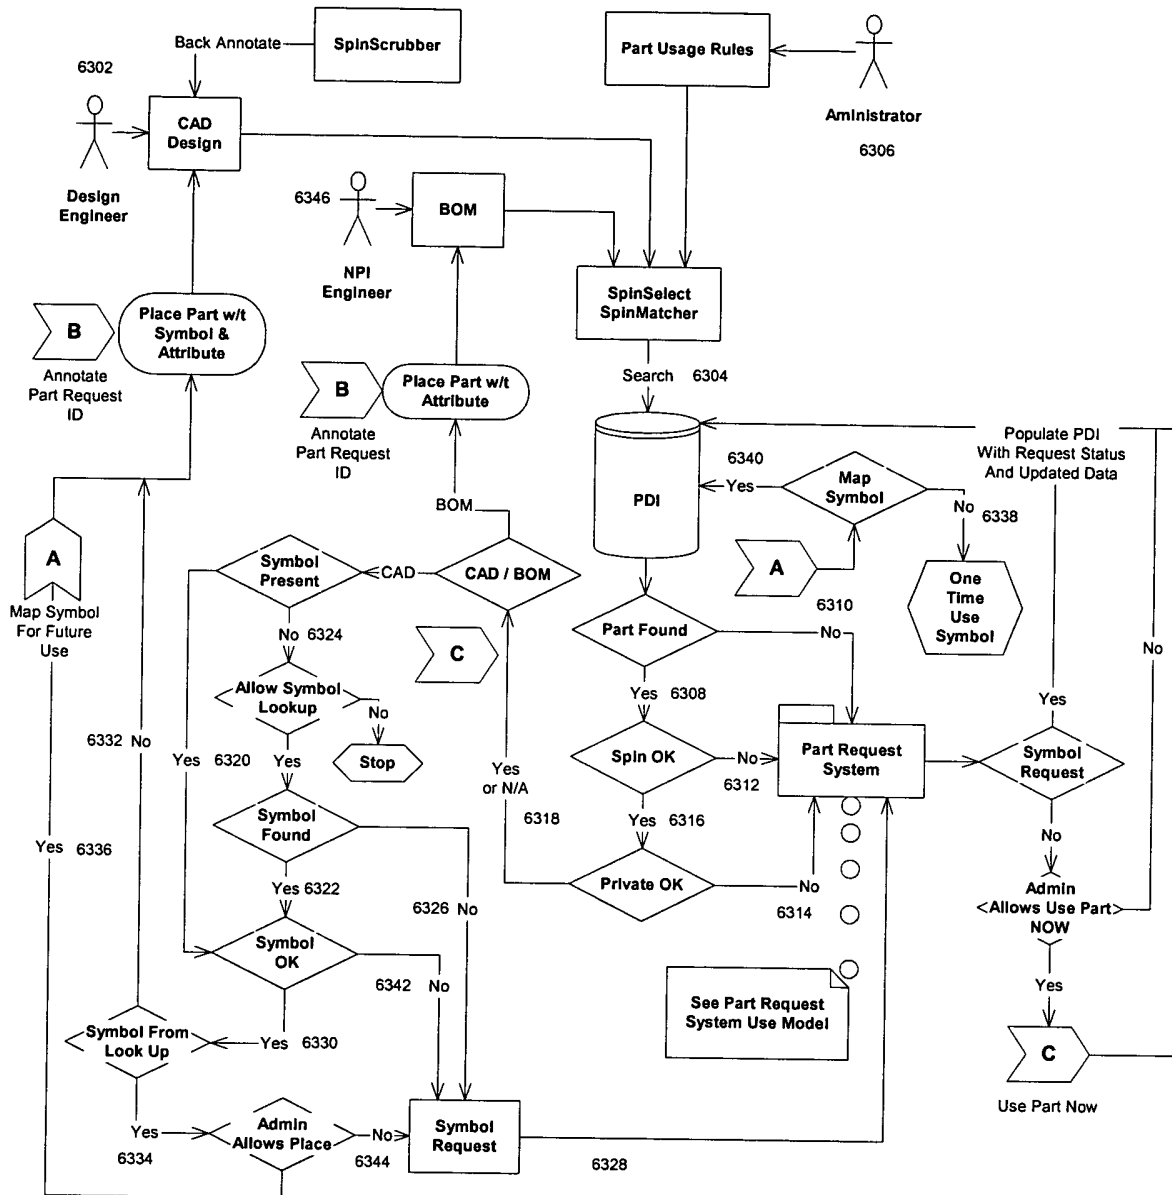 Back Annotate
SpinScrubber
Part Usage Rules
6302
CAD
Design
Aministrator
6306
Design
Engineer
6346
BOM
NPI
Engineer
SpinSelect
SpinMatcher
B
Place Part w/t
Symbol &
Attribute
Annotate
Part Request
ID
Search
6304
B
Place Part w/t
Attribute
Annotate
Part Request
ID
Populate PDI
With Request Status
And Updated Data
6340
Yes
Map
Symbol
PDI
No
6338
BOM
A
Symbol
Present
CAD
CAD / BOM
A
One
Time
Use
Symbol
Map Symbol
For Future
Use
6310
Part Found
No
No
6324
C
No
Allow Symbol
Lookup
Yes
6308
Yes
No
6332
No
Yes
6320
Yes
Stop
Spin OK
No
6312
Part Request
System
Symbol
Request
Yes
or N/A
6318
Symbol
Found
Yes
6316
No
Yes
6336
Private OK
No
6314
Admin
Allows Use Part
NOW
Yes
6322
6326
No
Symbol
OK
6342
No
See Part Request
System Use Model
Yes
Symbol From
Look Up
Yes
6330
C
Use Part Now
Yes
6334
Admin
Allows Place
No
6344
Symbol
Request
6328